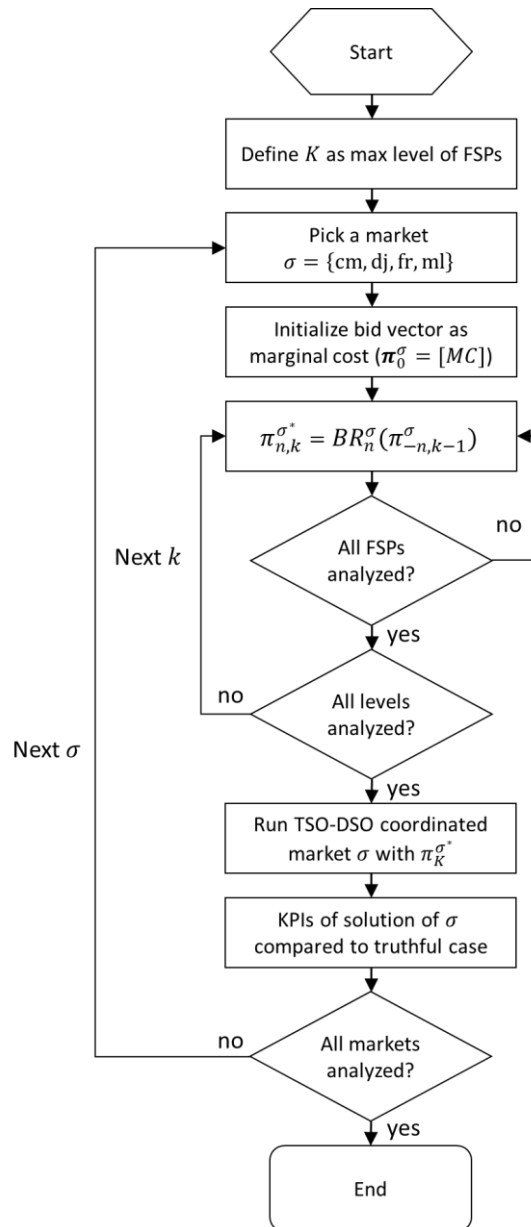 Start
Define K as max level of FSPs
Pick a market
σ = {cm, dj, fr, ml}
Initialize bid vector as
marginal cost (π₀^σ = [MC])
π_{n,k}^{σ*} = BR_n^σ(π_{−n,k−1}^σ)
no
All FSPs
analyzed?
Next k
yes
no
All levels
analyzed?
Next σ
yes
Run TSO-DSO coordinated
market σ with π_K^{σ*}
KPIs of solution of σ
compared to truthful case
no
All markets
analyzed?
yes
End